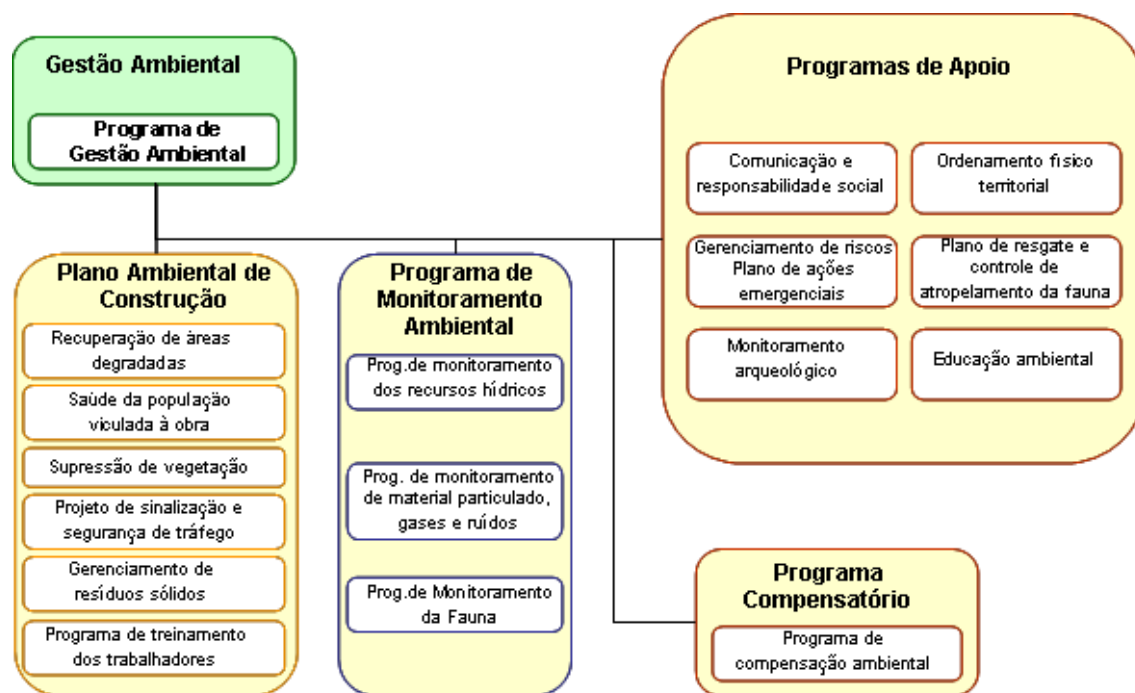 Gestão Ambiental
Programa de
Gestão Ambiental
Programas de Apoio
Comunicação e
responsabilidade social
Ordenamento fisico
territorial
Gerenciamento de riscos
Plano de ações
emergenciais
Plano de resgate e
controle de
atropelamento da fauna
Monitoramento
arqueológico
Educação ambiental
Plano Ambiental de
Construção
Recuperação de áreas
degradadas
Saúde da população
viculada à obra
Supressão de vegetação
Projeto de sinalização e
segurança de tráfego
Gerenciamento de
resíduos sólidos
Programa de treinamento
dos trabalhadores
Programa de
Monitoramento
Ambiental
Prog.de monitoramento
dos recursos hídricos
Prog. de monitoramento
de material particulado,
gases e ruídos
Prog.de Monitoramento
da Fauna
Programa
Compensatório
Programa de
compensação ambiental